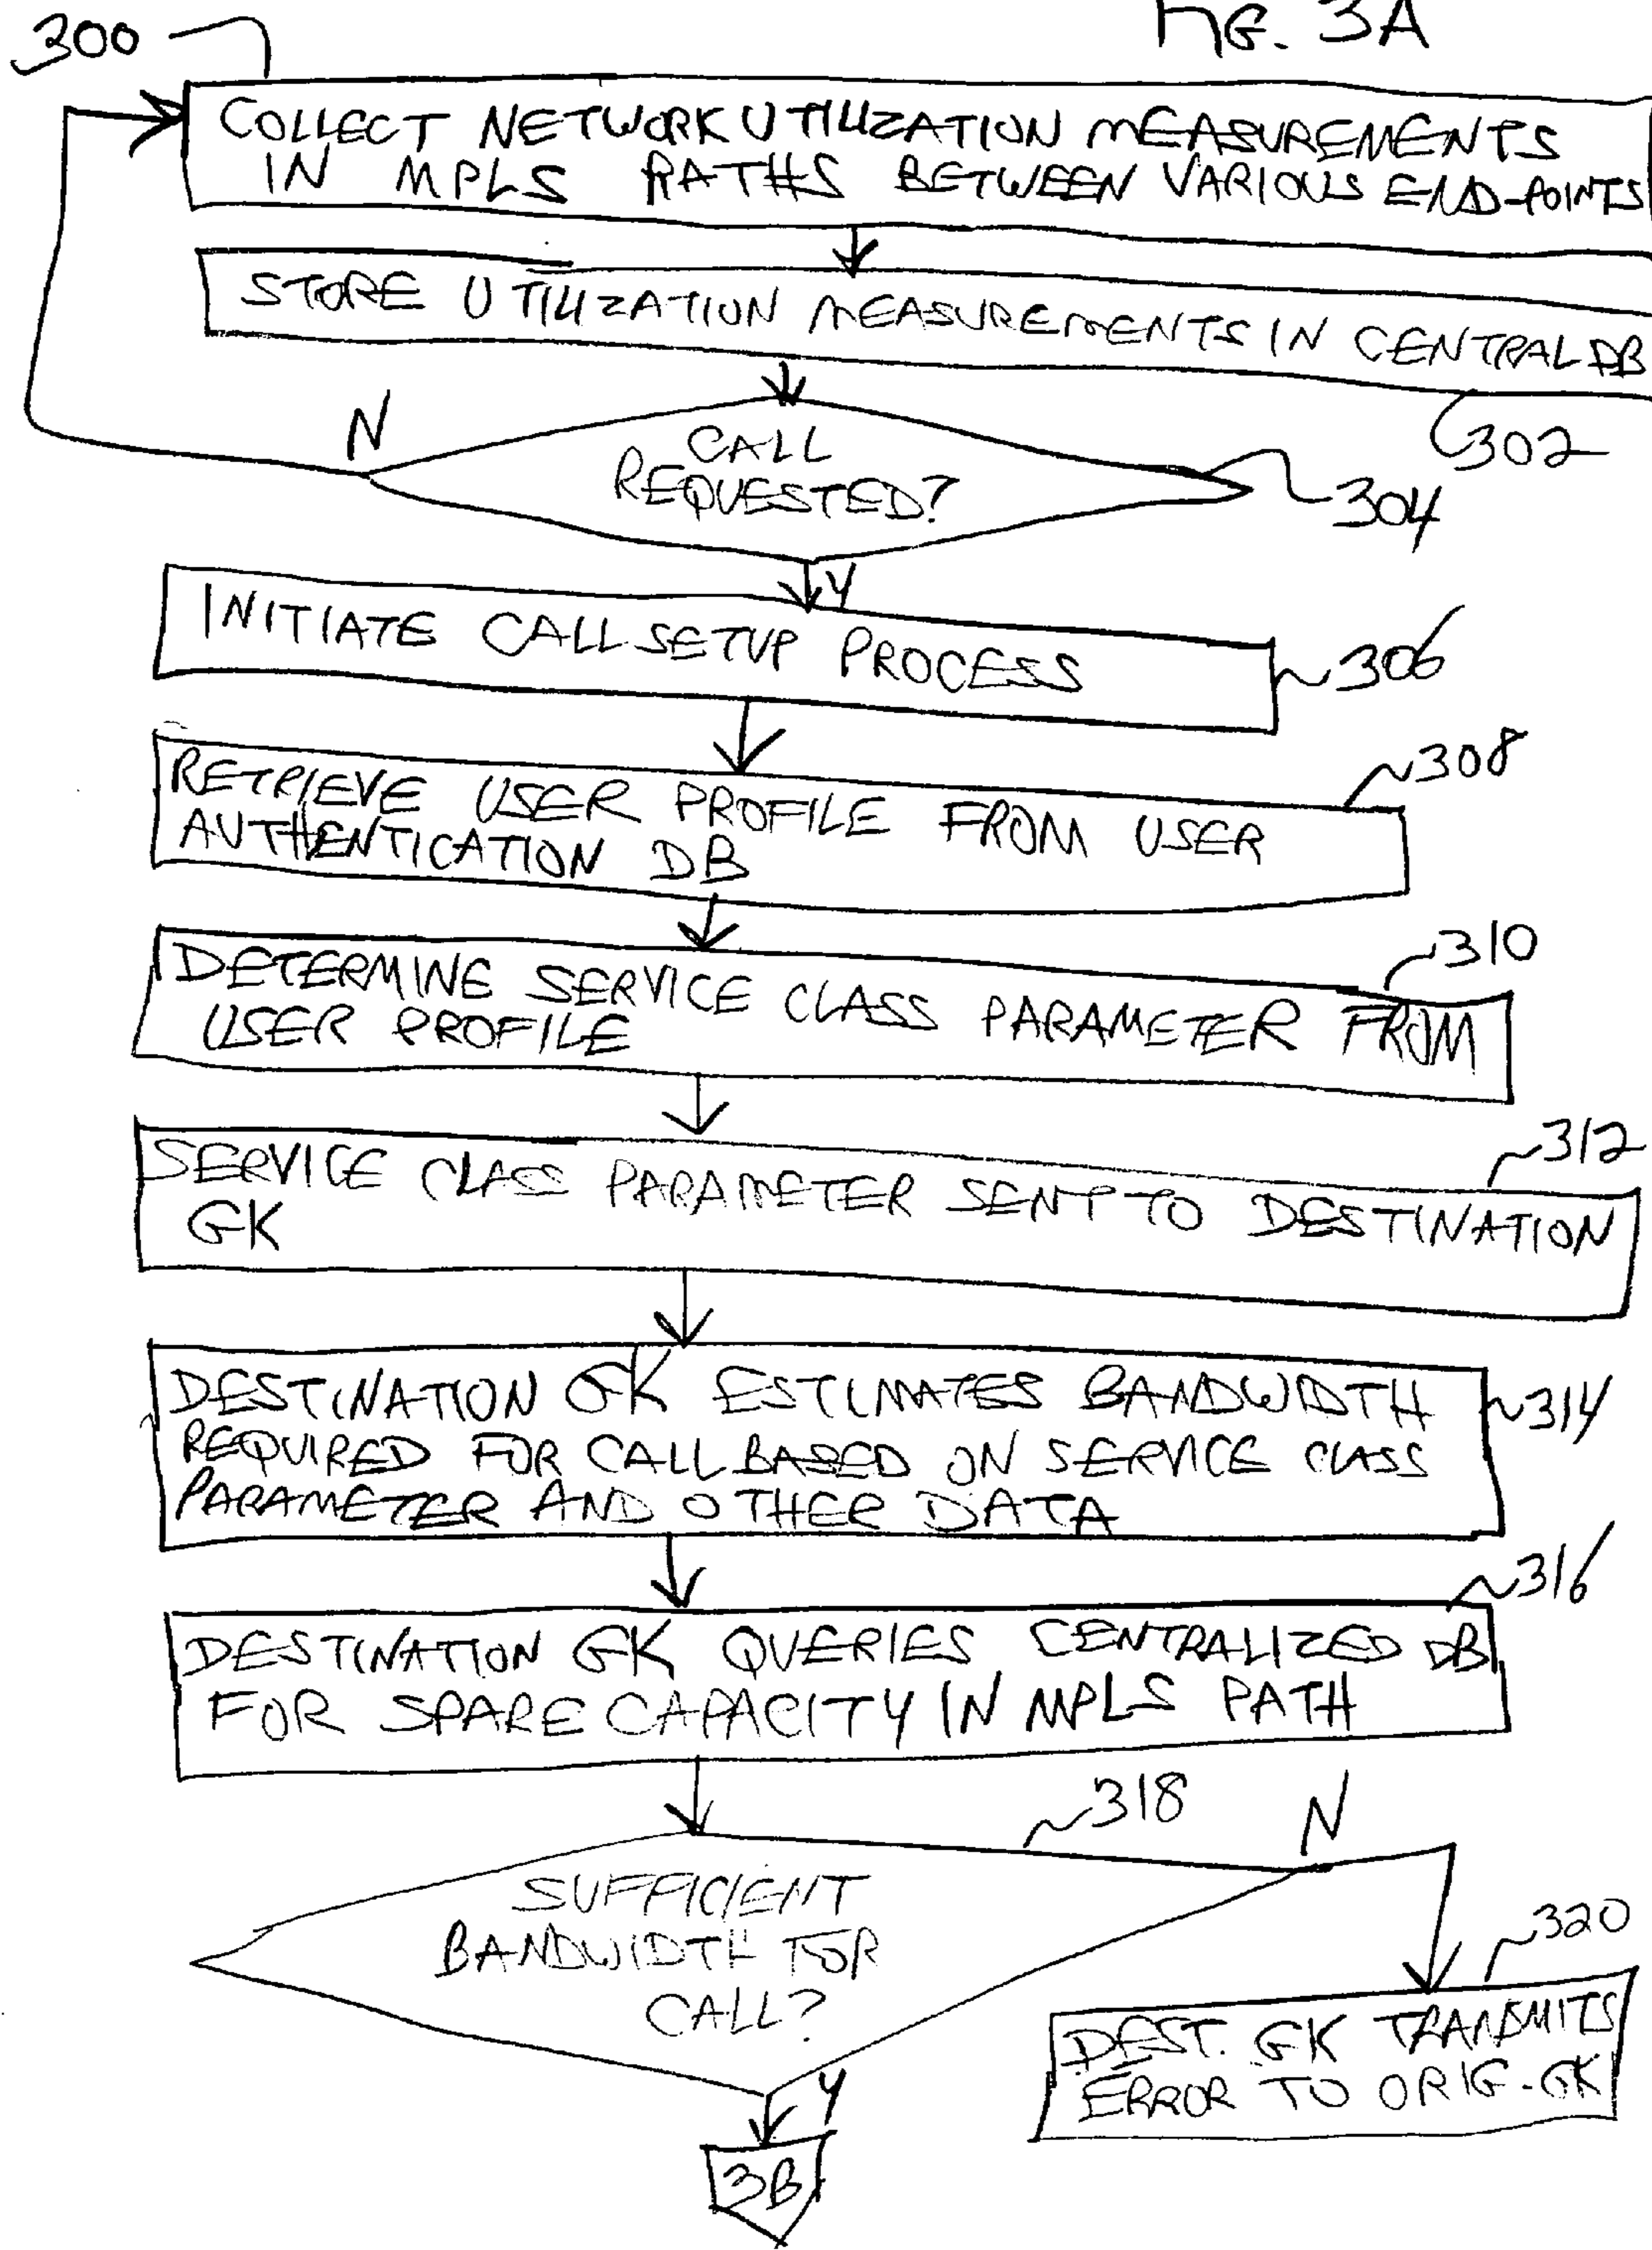 FIG. 3A
300
COLLECT NETWORK UTILIZATION MEASUREMENTS
IN MPLS PATHS BETWEEN VARIOUS END-POINTS
STORE UTILIZATION MEASUREMENTS IN CENTRAL DB
302
N
CALL
REQUESTED?
304
Y
INITIATE CALL SETUP PROCESS
306
308
RETRIEVE USER PROFILE FROM USER
AUTHENTICATION DB
310
DETERMINE SERVICE CLASS PARAMETER FROM
USER PROFILE
312
SERVICE CLASS PARAMETER SENT TO DESTINATION
GK
DESTINATION GK ESTIMATES BANDWIDTH
314
REQUIRED FOR CALL BASED ON SERVICE CLASS
PARAMETER AND OTHER DATA
316
DESTINATION GK QUERIES CENTRALIZED DB
FOR SPARE CAPACITY IN MPLS PATH
318
N
SUFFICIENT
BANDWIDTH FOR
CALL?
320
DEST. GK TRANSMITS
ERROR TO ORIG-GK
Y
3B